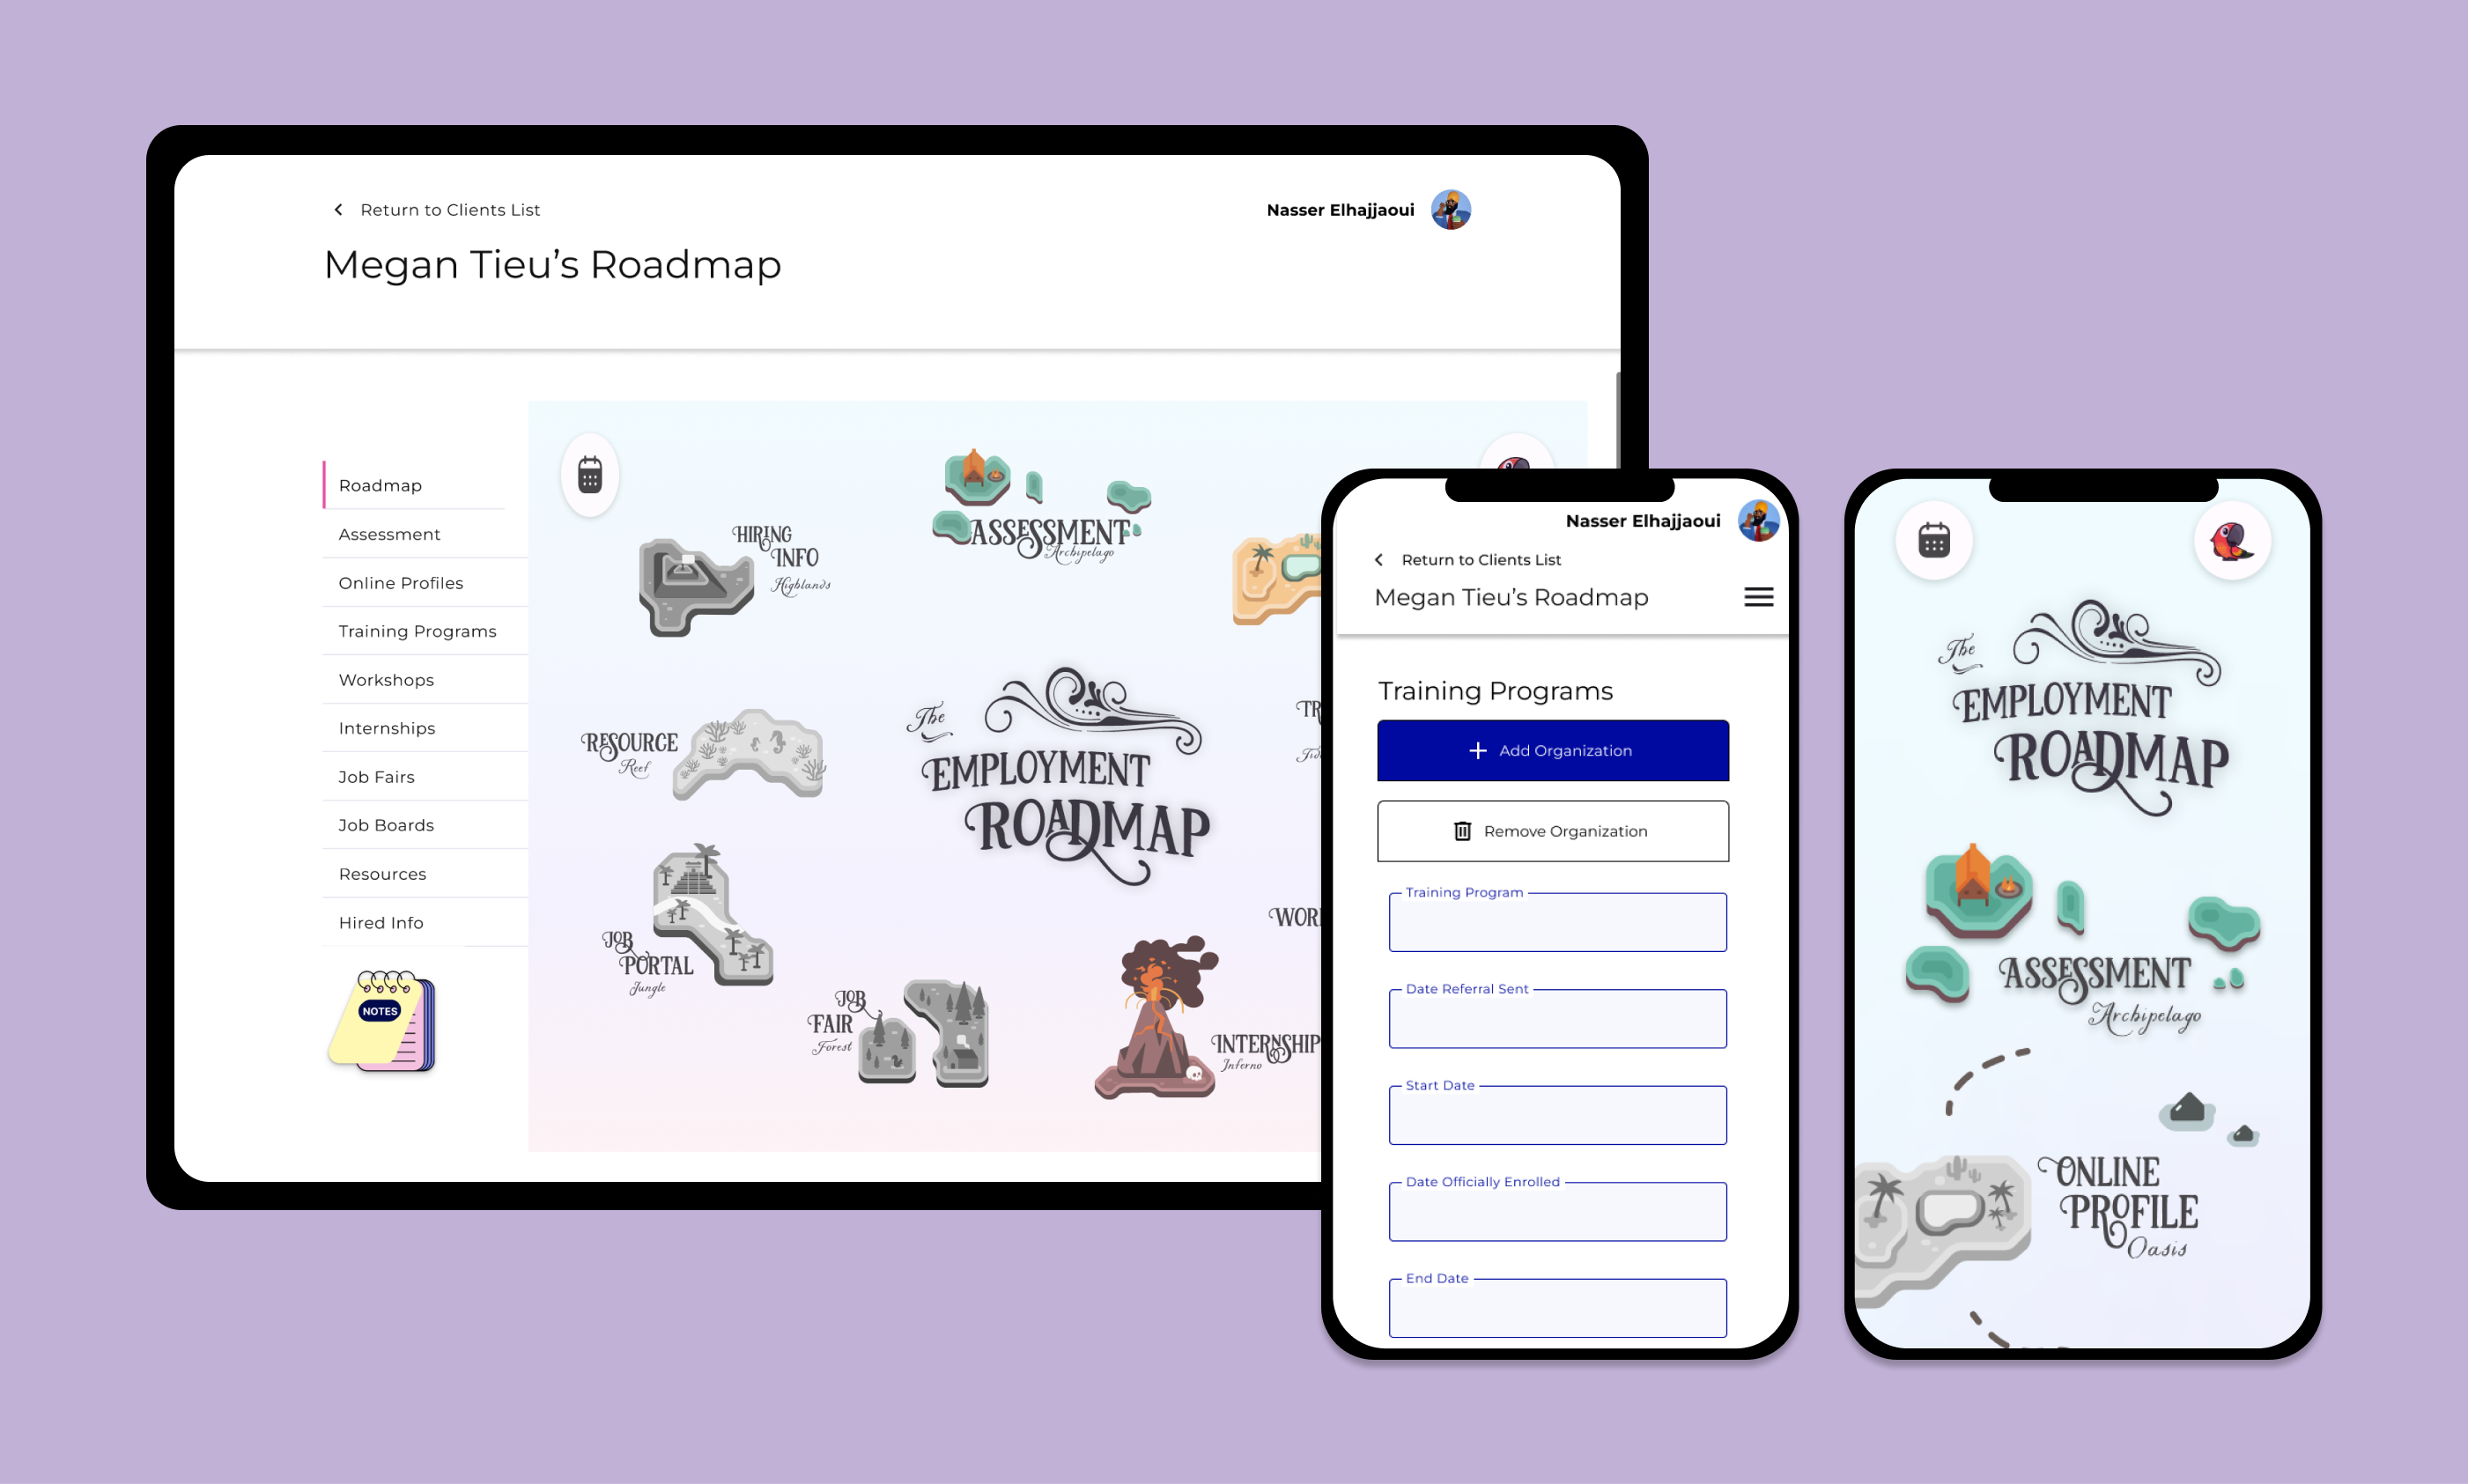 Return to Clients List
Nasser Elhajjaoui
Megan Tieu’s Roadmap
Roadmap
Assessment
Online Profiles
Training Programs
Workshops
Internships
Job Fairs
Job Boards
Resources
Hired Info
NOTES
HIRING
INFO
Highlands
ASSESSMENT
Archipelago
RESOURCE
Reef
The
EMPLOYMENT
ROADMAP
JOB
PORTAL
Jungle
JOB
FAIR
Forest
INTERNSHIP
Inferno
Nasser Elhajjaoui
Return to Clients List
Megan Tieu’s Roadmap
Training Programs
Add Organization
Remove Organization
Training Program
Date Referral Sent
Start Date
Date Officially Enrolled
End Date
The
EMPLOYMENT
ROADMAP
ASSESSMENT
Archipelago
ONLINE
PROFILE
Oasis